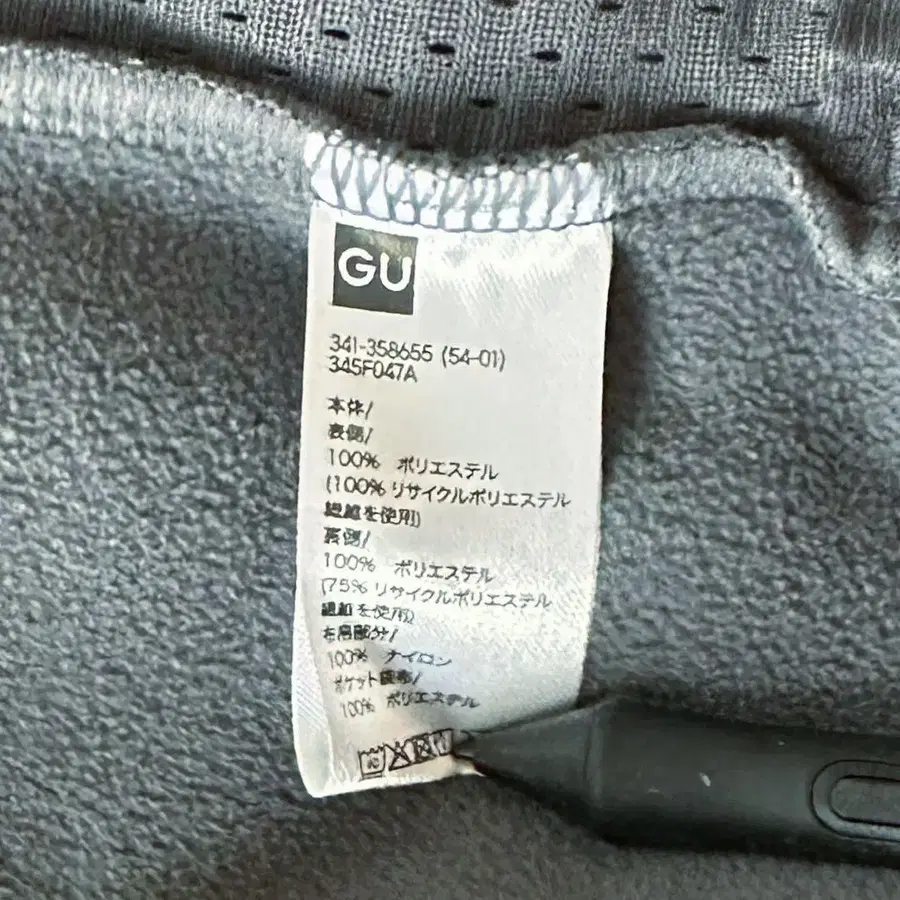 GU
341-358655 (54-01)
345F047A
本体/
表側/
100% ポリエステル
(100% リサイクルポリエステル
繊維を使用)
裏側/
100% ポリエステル
(75% リサイクルポリエステル
繊維を使用)
部分/
100% ナイロン
ポケット
100% ポリエステル